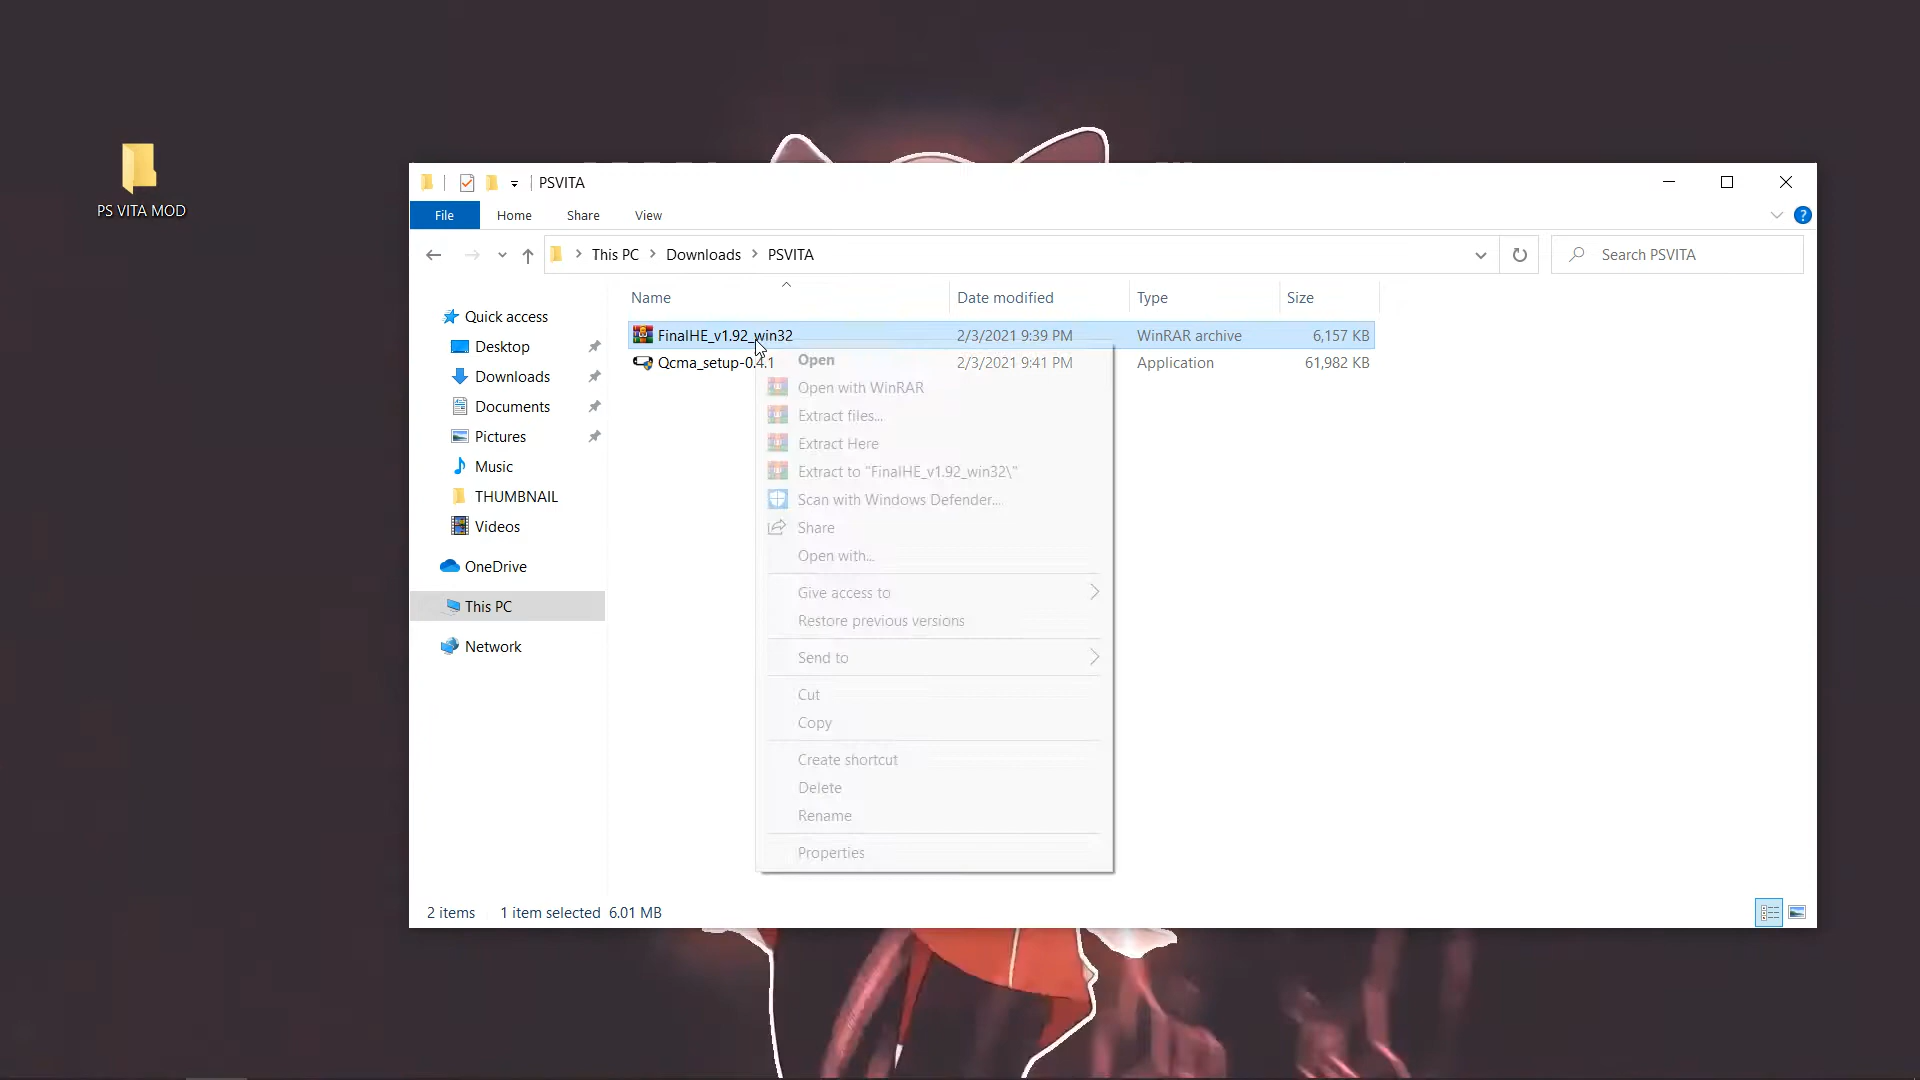 PS VITA MOD
PSVITA
File Home Share View
This PC Downloads PSVITA
Search PSVITA
Name Date modified Type Size
Quick access
Desktop
Downloads
Documents
Pictures
Music
THUMBNAIL
Videos
OneDrive
This PC
Network
FinalHE_v1.92_win32 2/3/2021 9:39 PM WinRAR archive 6,157 KB
Qcma_setup-0.4.1 2/3/2021 9:41 PM Application 61,982 KB
Open
Open with WinRAR
Extract files...
Extract Here
Extract to "FinalHE_v1.92_win32\"
Scan with Windows Defender...
Share
Open with...
Give access to
Restore previous versions
Send to
Cut
Copy
Create shortcut
Delete
Rename
Properties
2 items 1 item selected 6.01 MB